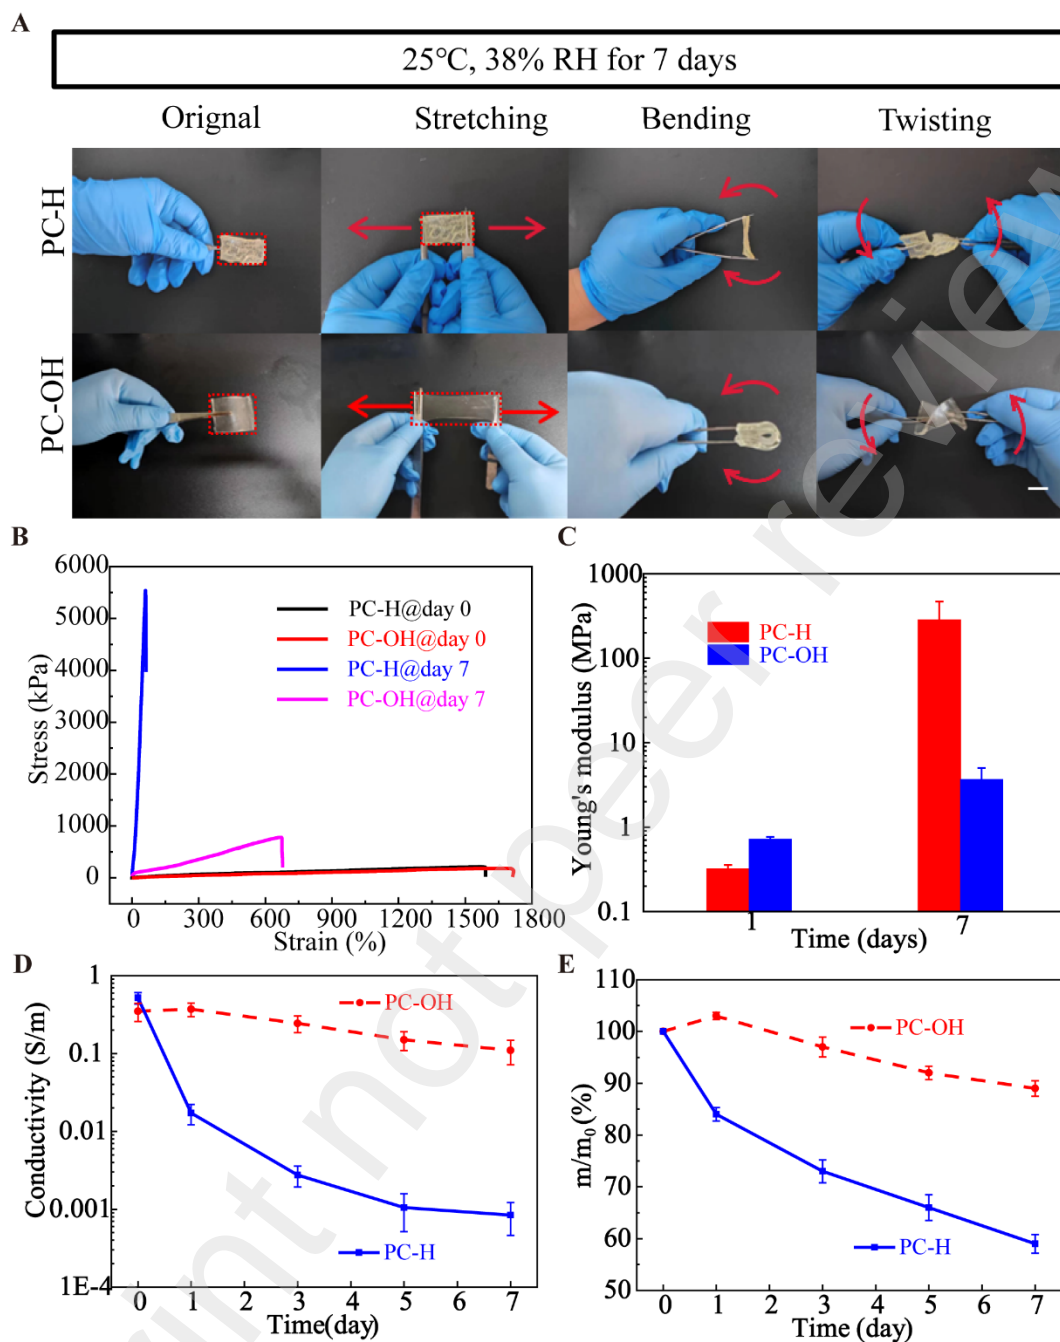 A
25°C, 38% RH for 7 days
Orignal
Stretching
Bending
Twisting
PC-H
PC-OH
B
6000
5000
4000
3000
2000
1000
0
Stress (kPa)
PC-H@day 0
PC-OH@day 0
PC-H@day 7
PC-OH@day 7
0 300 600 900 1200 1500 1800
Strain (%)
C
1000
100
10
1
0.1
Young's modulus (MPa)
PC-H
PC-OH
1 7
Time (days)
D
1
0.1
0.01
0.001
1E-4
Conductivity (S/m)
PC-OH
PC-H
0 1 2 3 4 5 6 7
Time(day)
E
110
100
90
80
70
60
50
m/m₀(%)
PC-OH
PC-H
0 1 2 3 4 5 6 7
Time (day)
rint not peer review